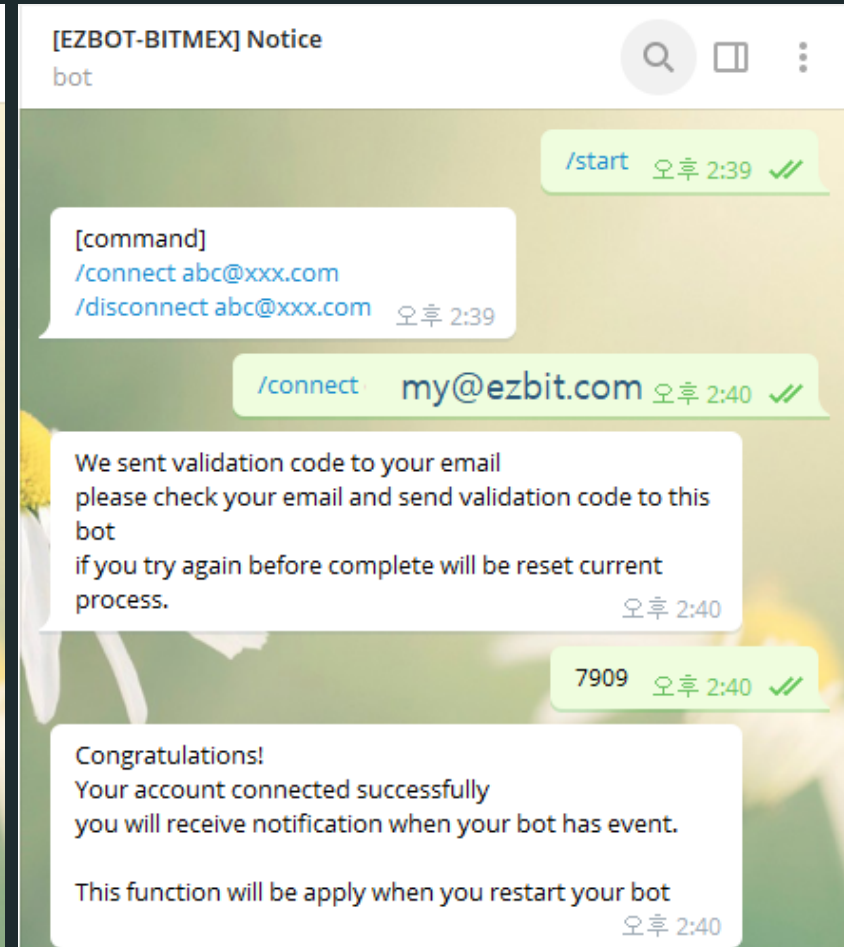 [EZBOT-BITMEX] Notice
bot
/start 오후 2:39
[command]
/connect abc@xxx.com
/disconnect abc@xxx.com 오후 2:39
/connect my@ezbit.com 오후 2:40
We sent validation code to your email
please check your email and send validation code to this
bot
if you try again before complete will be reset current
process. 오후 2:40
7909 오후 2:40
Congratulations!
Your account connected successfully
you will receive notification when your bot has event.
This function will be apply when you restart your bot
오후 2:40